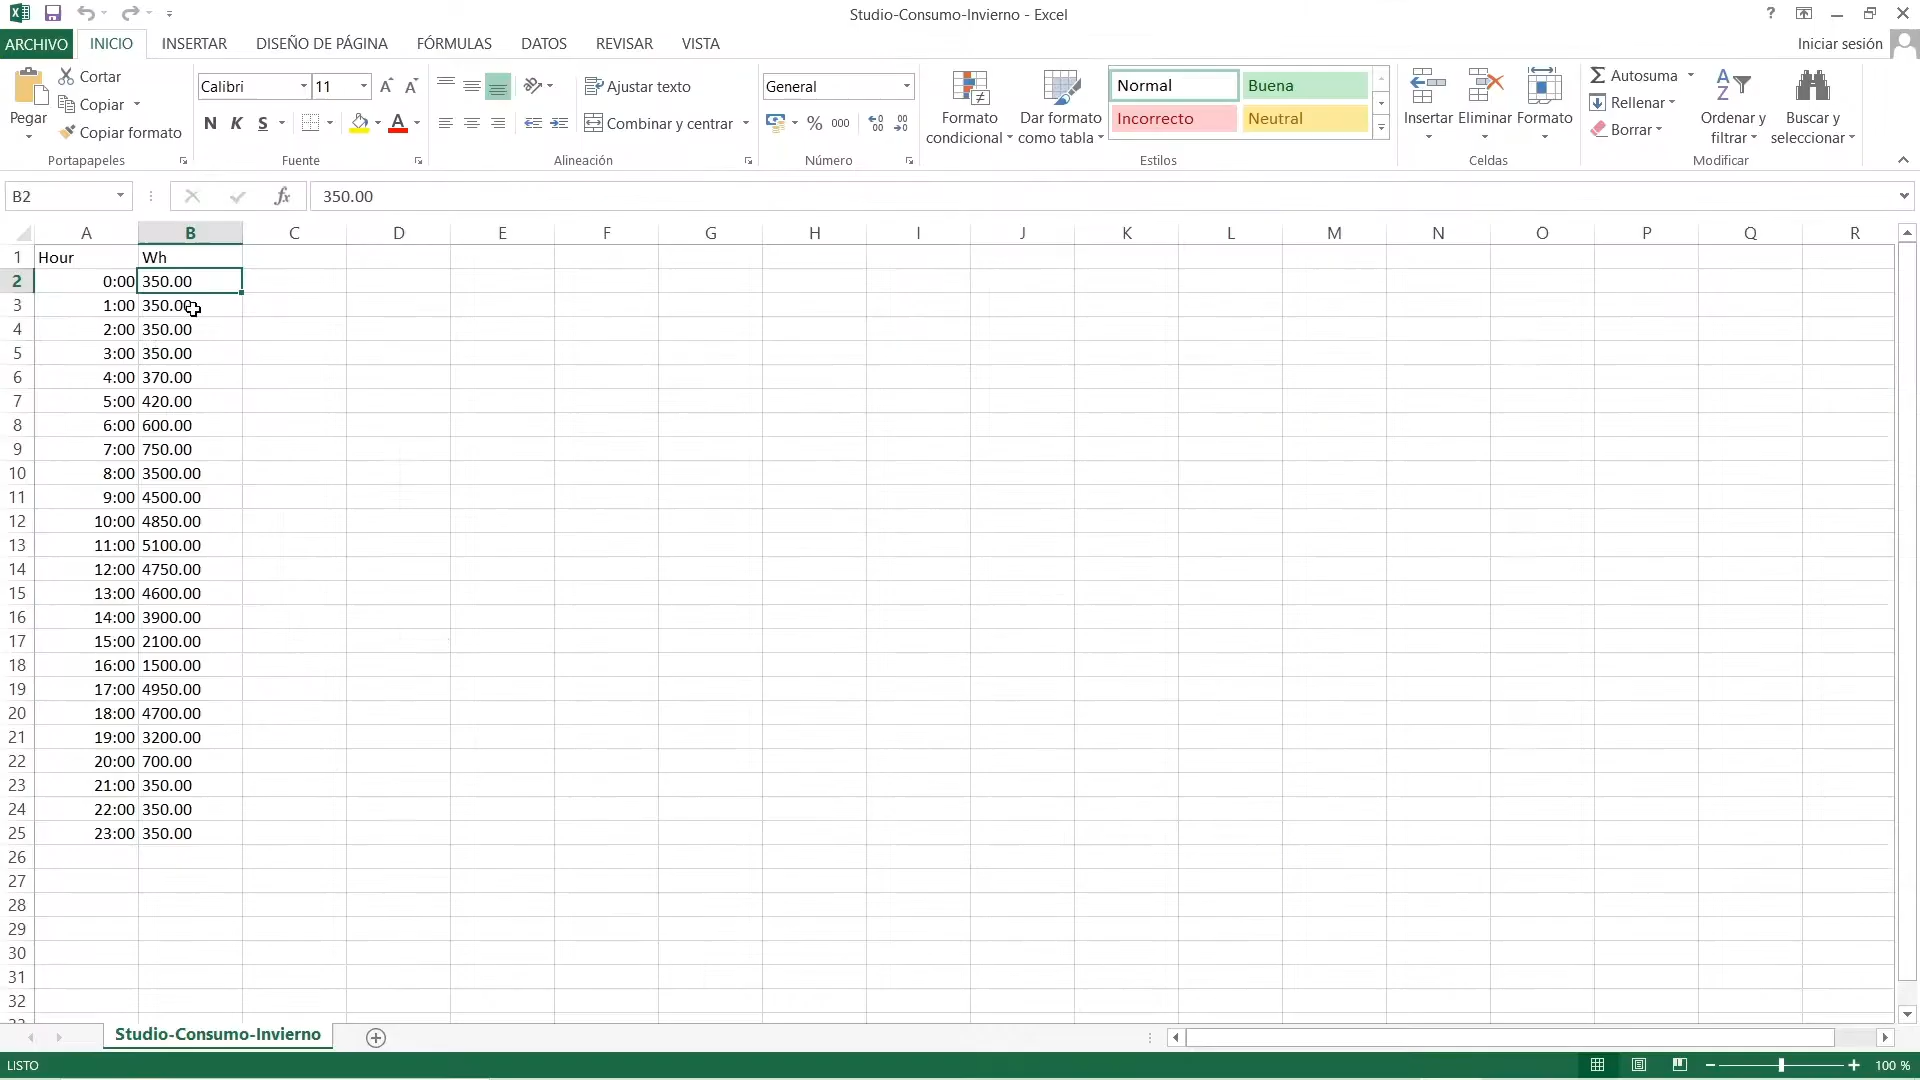 Studio-Consumo-Invierno - Excel
?
ARCHIVO INICIO INSERTAR DISEÑO DE PÁGINA FÓRMULAS DATOS REVISAR VISTA Iniciar sesión
Pegar
Cortar
Copiar
Copiar formato
Portapapeles
Calibri 11
N K S
Fuente
Ajustar texto
Combinar y centrar
Alineación
General
% 000
Número
Formato condicional
Dar formato como tabla
Normal Buena
Incorrecto Neutral
Estilos
Insertar Eliminar Formato
Celdas
Autosuma
Rellenar
Borrar
Ordenar y filtrar
Buscar y seleccionar
Modificar
B2 fx 350.00
A B C D E F G H I J K L M N O P Q R
1 Hour Wh
2 0:00 350.00
3 1:00 350.00
4 2:00 350.00
5 3:00 350.00
6 4:00 370.00
7 5:00 420.00
8 6:00 600.00
9 7:00 750.00
10 8:00 3500.00
11 9:00 4500.00
12 10:00 4850.00
13 11:00 5100.00
14 12:00 4750.00
15 13:00 4600.00
16 14:00 3900.00
17 15:00 2100.00
18 16:00 1500.00
19 17:00 4950.00
20 18:00 4700.00
21 19:00 3200.00
22 20:00 700.00
23 21:00 350.00
24 22:00 350.00
25 23:00 350.00
26
27
28
29
30
31
32
Studio-Consumo-Invierno
LISTO 100 %